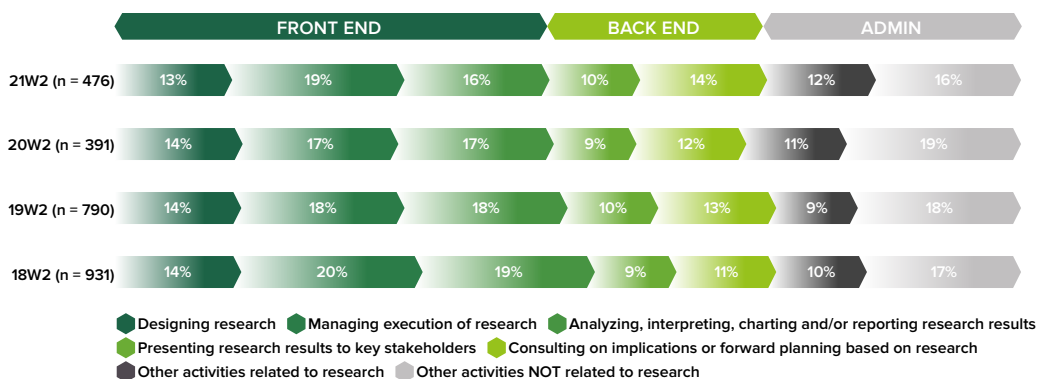 FRONT END BACK END ADMIN
21W2 (n = 476) 13% 19% 16% 10% 14% 12% 16%
20W2 (n = 391) 14% 17% 17% 9% 12% 11% 19%
19W2 (n = 790) 14% 18% 18% 10% 13% 9% 18%
18W2 (n = 931) 14% 20% 19% 9% 11% 10% 17%
Designing research Managing execution of research Analyzing, interpreting, charting and/or reporting research results
Presenting research results to key stakeholders Consulting on implications or forward planning based on research
Other activities related to research Other activities NOT related to research